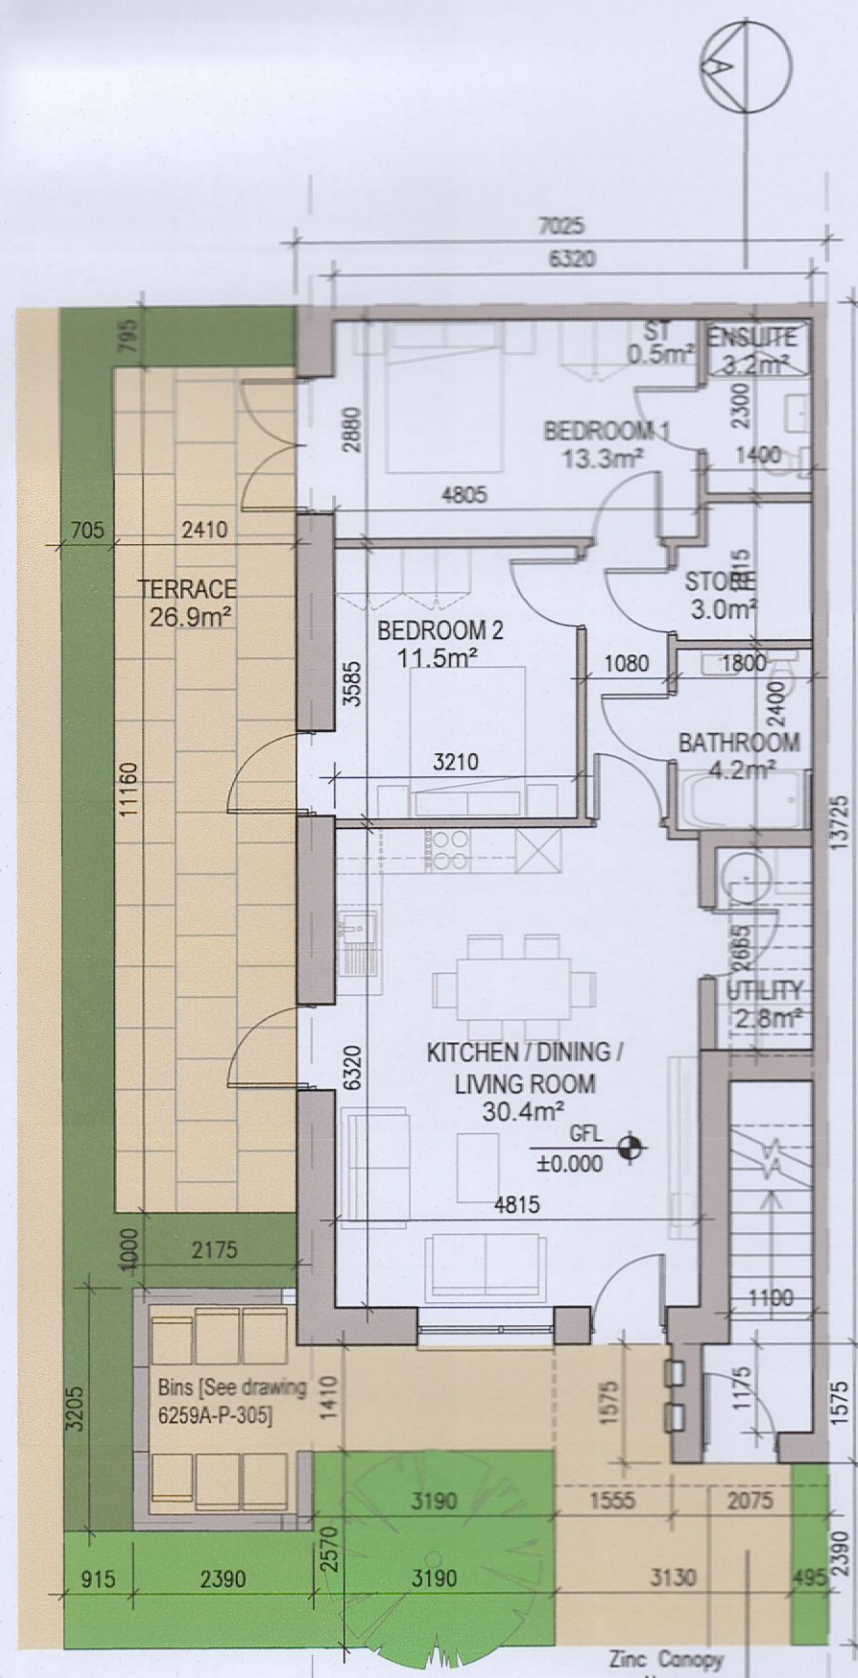 A
7025
6320
795
ST
0.5m²
ENSUITE
3.2m²
2300
2880
BEDROOM 1
13.3m²
1400
4805
705
2410
TERRACE
26.9m²
STORE
3.0m²
BEDROOM 2
11.5m²
1080
1800
3585
2400
BATHROOM
4.2m²
3210
11160
13725
2665
UTILITY
2.8m²
KITCHEN / DINING /
LIVING ROOM
30.4m²
6320
GFL
±0.000
4815
1000
2175
1100
Bins [See drawing
6259A-P-305]
3205
1410
1575
1175
1575
3190
1555
2075
2570
2390
915
2390
3190
3130
495
Zinc Canopy